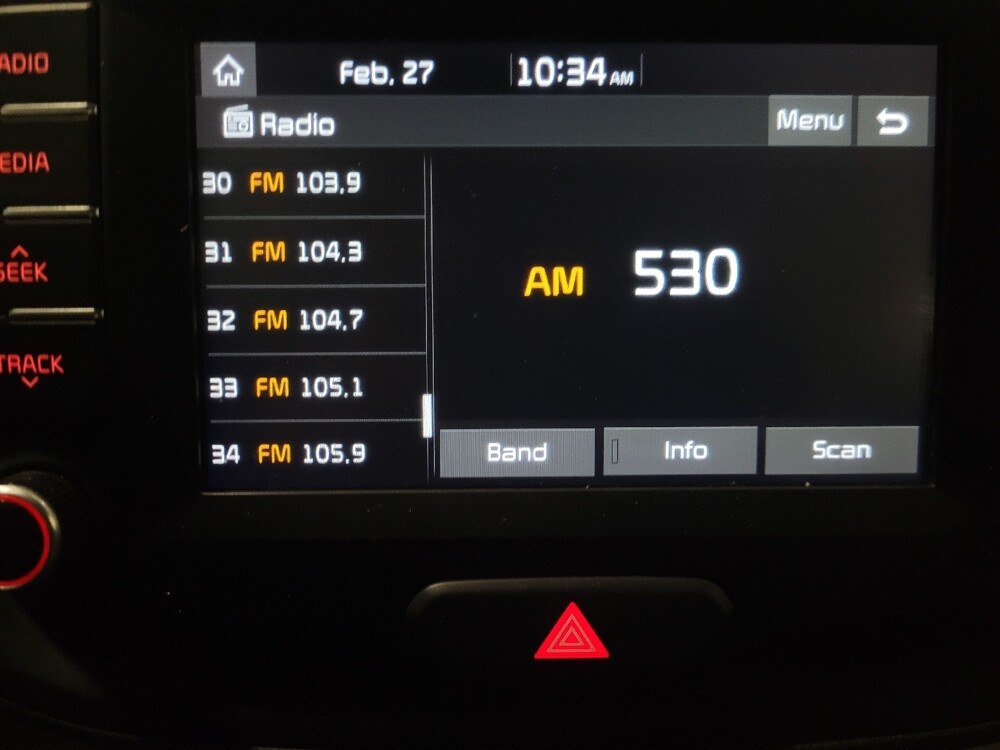 ADIO
EDIA
SEEK
TRACK
Feb, 27 10:34 AM
Radio
Menu
30 FM 103,9
31 FM 104,3
32 FM 104,7
33 FM 105,1
34 FM 105,9
AM 530
Band
Info
Scan